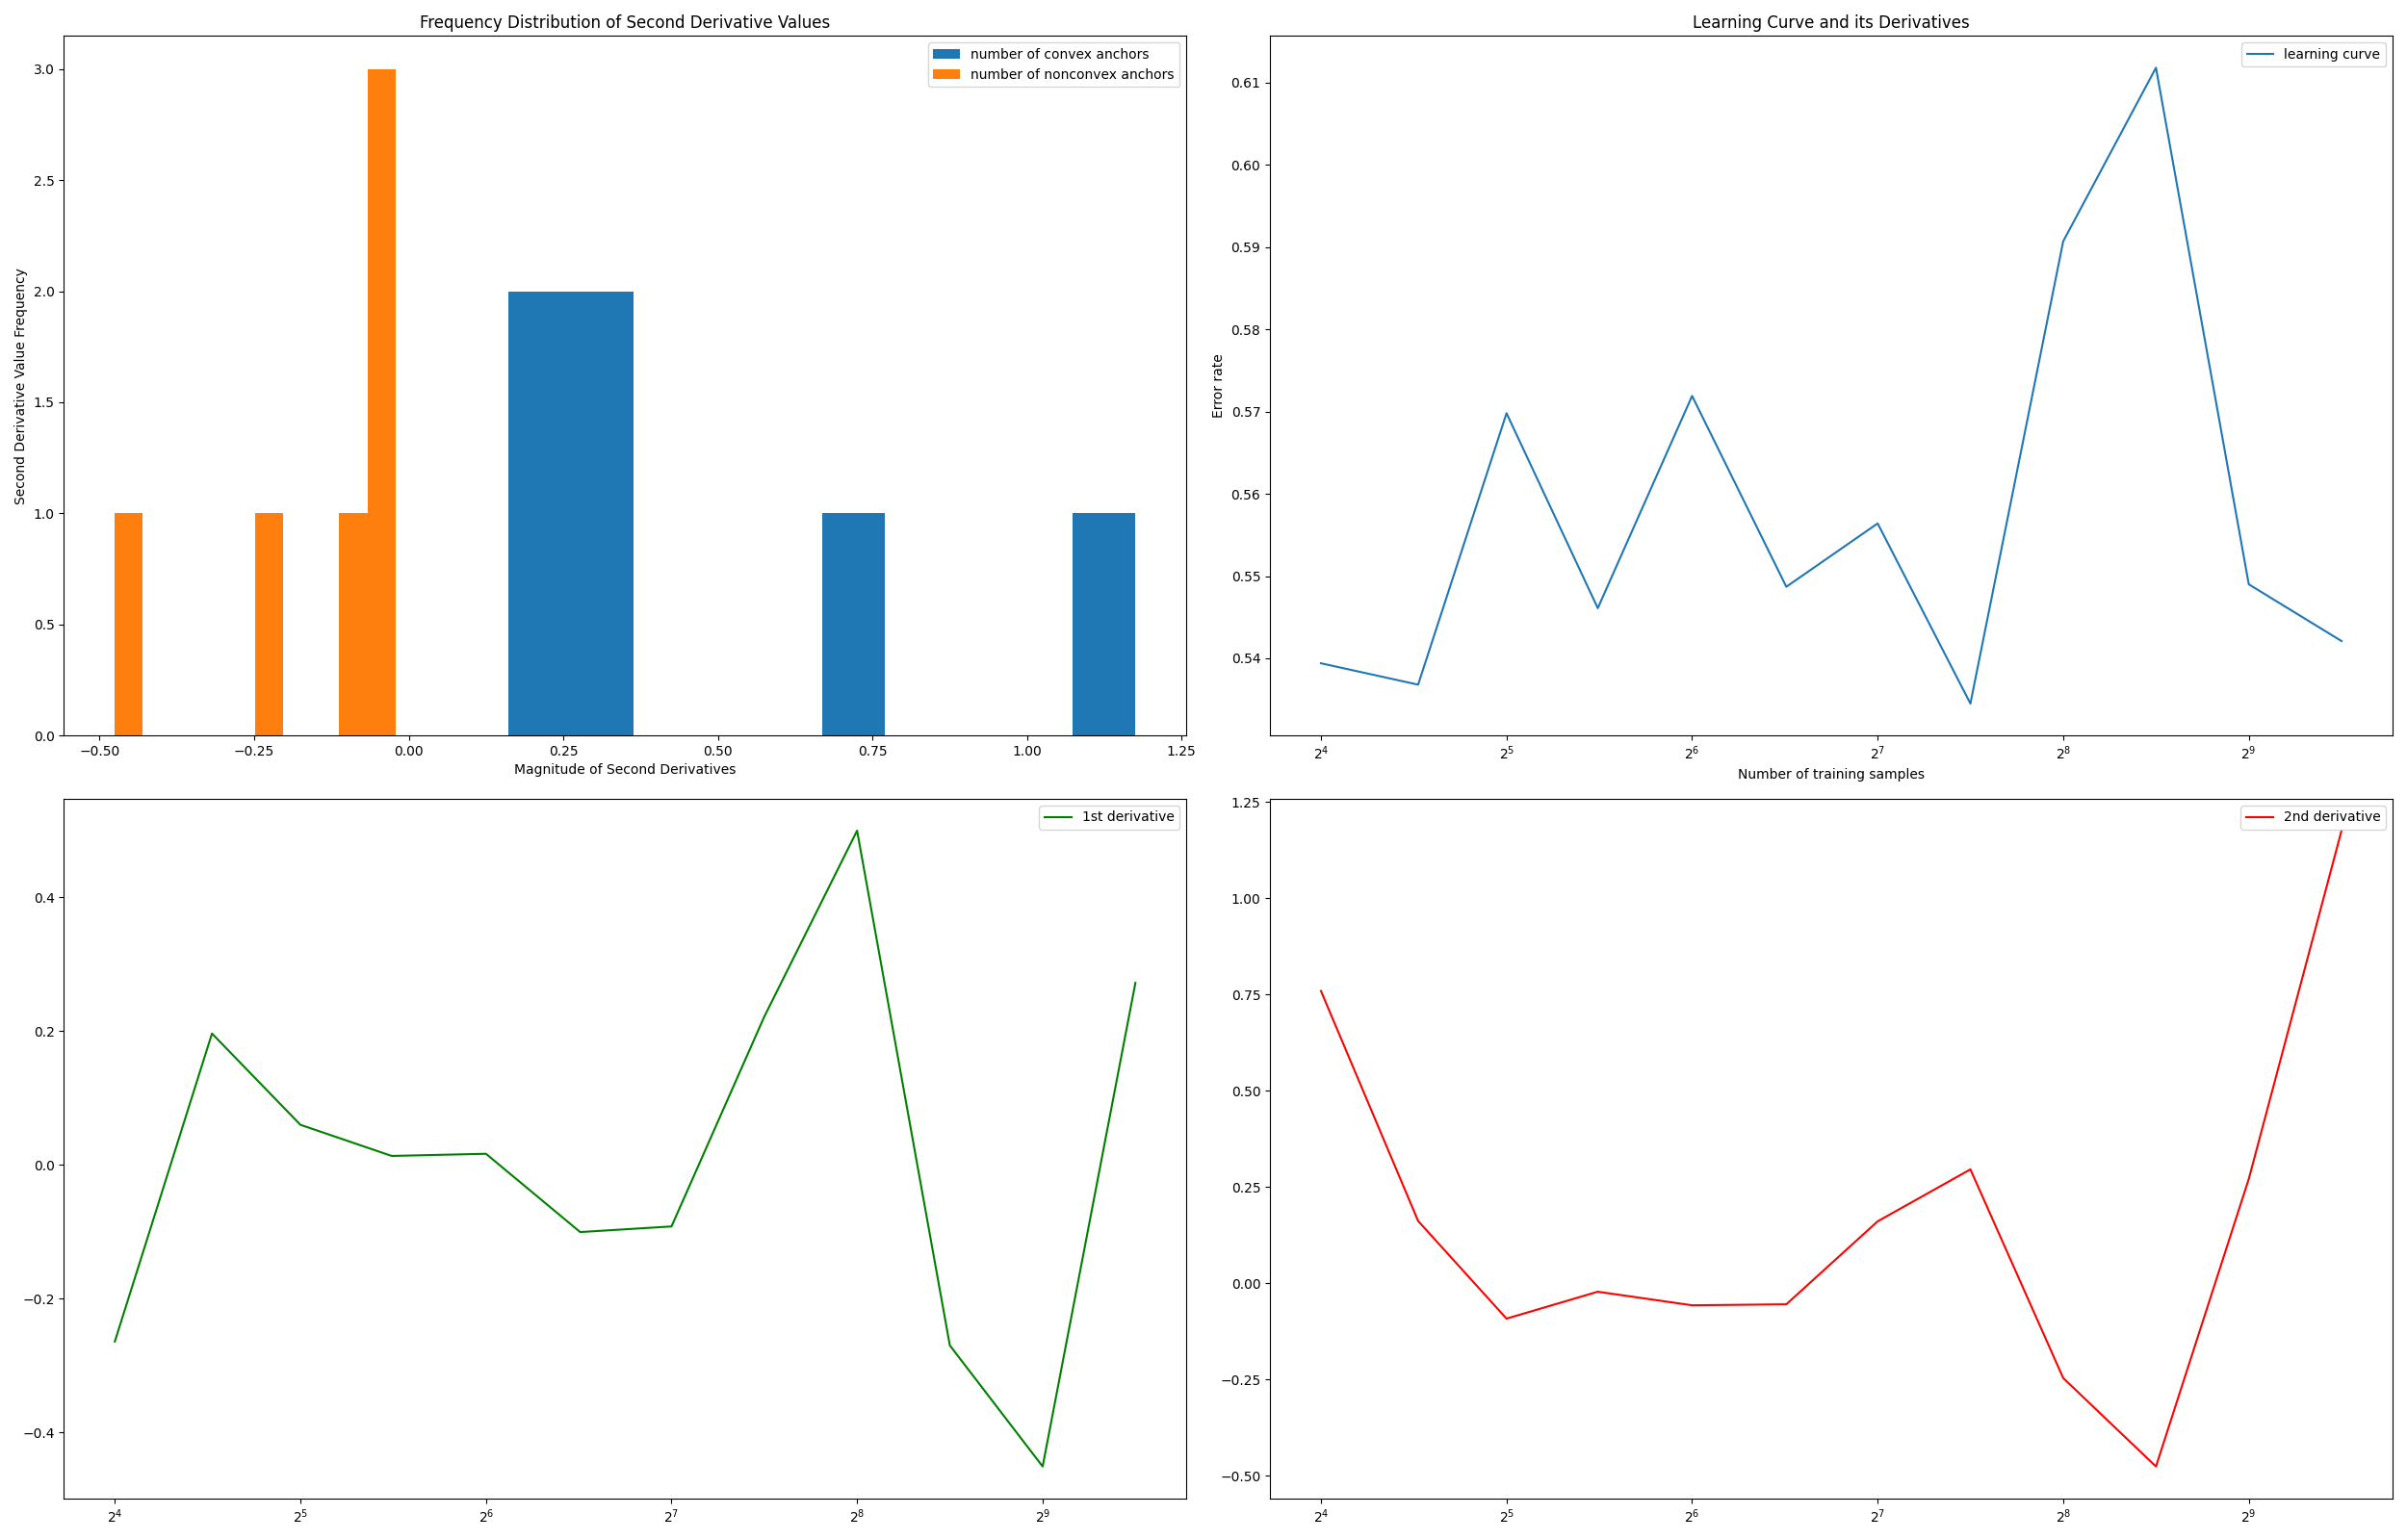 Frequency Distribution of Second Derivative Values
number of convex anchors
number of nonconvex anchors
3.0
2.5
2.0
1.5
1.0
0.5
0.0
Second Derivative Value Frequency
−0.50 −0.25 0.00 0.25 0.50 0.75 1.00 1.25
Magnitude of Second Derivatives
Learning Curve and its Derivatives
learning curve
0.61
0.60
0.59
0.58
0.57
0.56
0.55
0.54
Error rate
2⁴ 2⁵ 2⁶ 2⁷ 2⁸ 2⁹
Number of training samples
1st derivative
0.4
0.2
0.0
−0.2
−0.4
2⁴ 2⁵ 2⁶ 2⁷ 2⁸ 2⁹
2nd derivative
1.25
1.00
0.75
0.50
0.25
0.00
−0.25
−0.50
2⁴ 2⁵ 2⁶ 2⁷ 2⁸ 2⁹